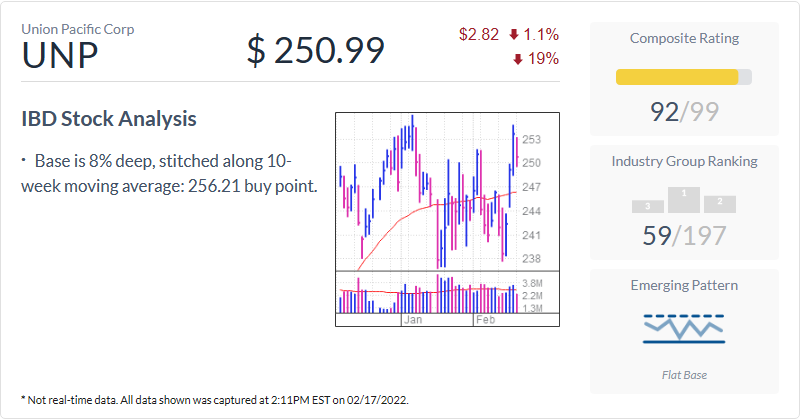 Union Pacific Corp
UNP
$ 250.99
$2.82 1.1%
19%
IBD Stock Analysis
· Base is 8% deep, stitched along 10-
week moving average: 256.21 buy point.
253
250
247
244
241
238
3.8M
2.2M
1.3M
Jan Feb
Composite Rating
92/99
Industry Group Ranking
3 1 2
59/197
Emerging Pattern
Flat Base
* Not real-time data. All data shown was captured at 2:11PM EST on 02/17/2022.